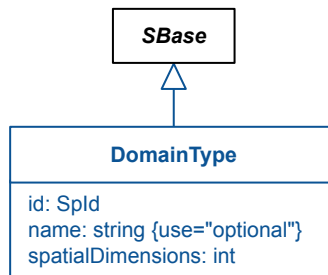 SBase
DomainType
id: SpId
name: string {use="optional"}
spatialDimensions: int